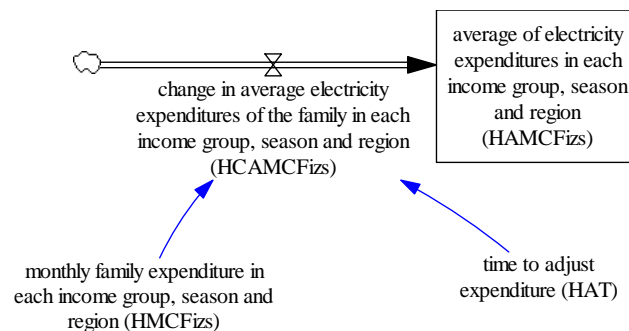 average of electricity
expenditures in each
income group, season
and region
(HAMCFizs)
change in average electricity
expenditures of the family in each
income group, season and region
(HCAMCFizs)
monthly family expenditure in
each income group, season and
region (HMCFizs)
time to adjust
expenditure (HAT)